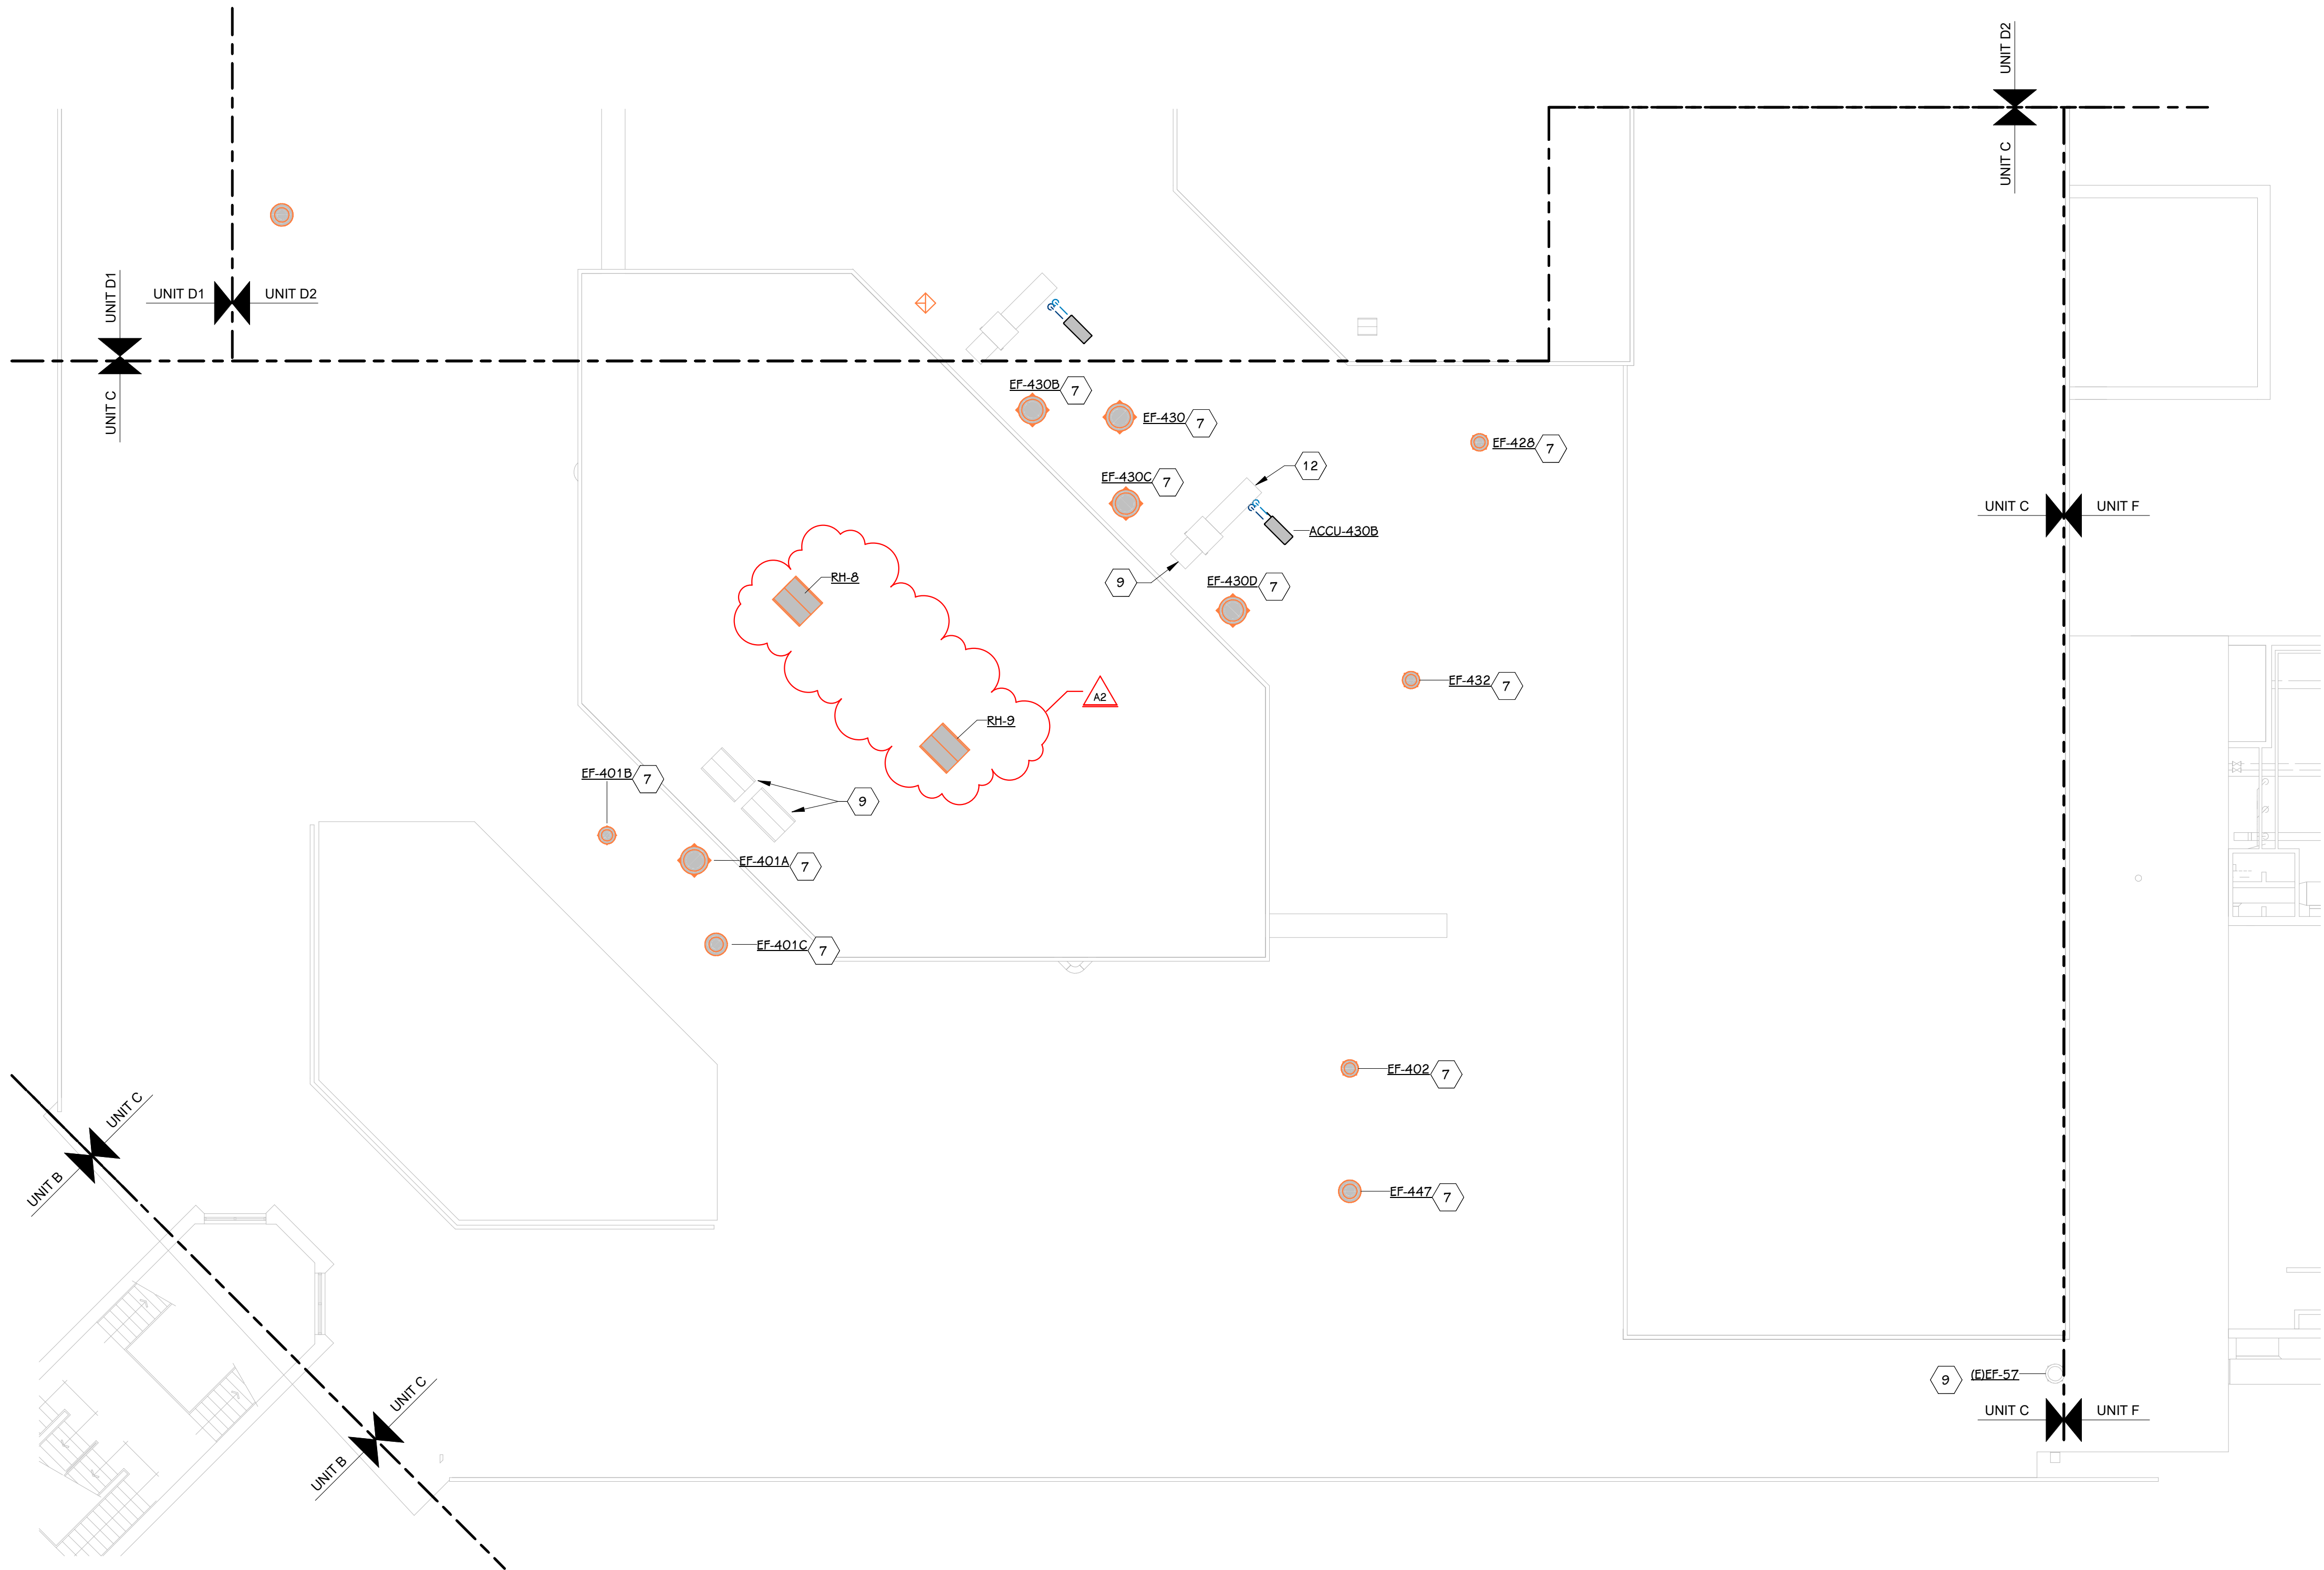 UNIT D2
UNIT C
UNIT D1
UNIT D1
UNIT D2
UNIT C
EF-430B
7
EF-430
7
EF-428
7
EF-430C
7
12
UNIT C
UNIT F
GG
GG
ACCU-430B
RH-8
9
EF-430D
7
EF-432
7
A2
RH-9
EF-401B
7
9
EF-401A
7
EF-401C
7
EF-402
7
UNIT C
UNIT B
EF-447
7
9
(E)EF-57
UNIT C
UNIT F
UNIT C
UNIT B